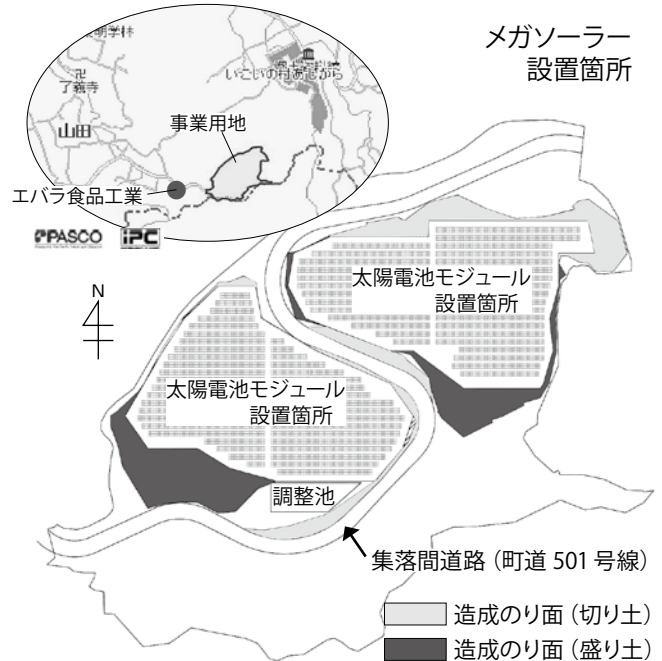 メガソーラー
設置箇所
了義寺
いこいの村あしがら
山田
事業用地
エバラ食品工業
PASCO
iPC
N
太陽電池モジュール
設置箇所
太陽電池モジュール
設置箇所
調整池
集落間道路（町道 501 号線）
造成のり面（切り土）
造成のり面（盛り土）